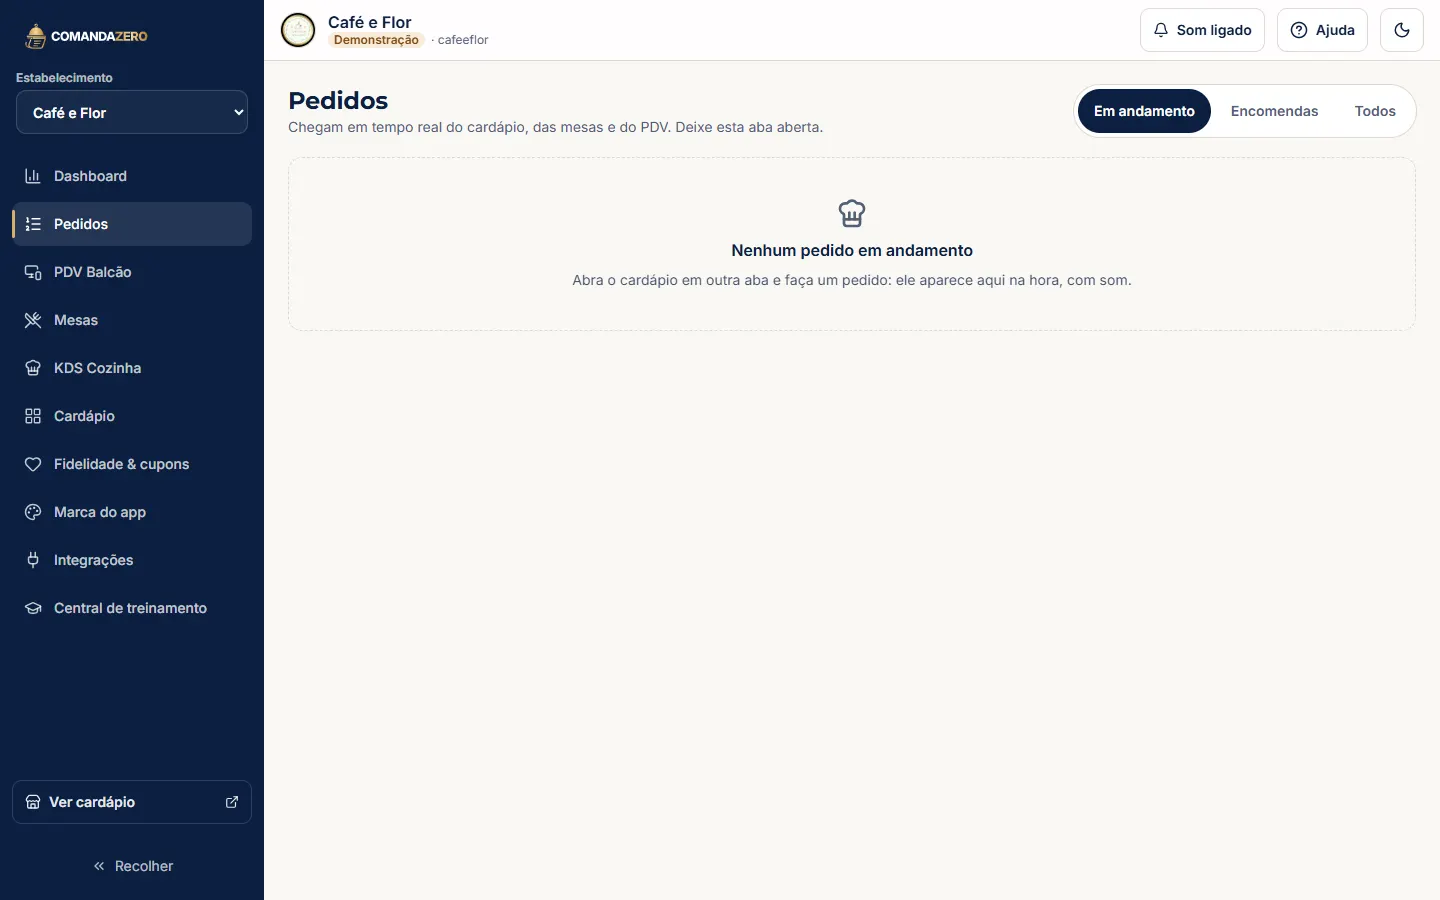 COMANDAZERO
Estabelecimento
Café e Flor
Dashboard
Pedidos
PDV Balcão
Mesas
KDS Cozinha
Cardápio
Fidelidade & cupons
Marca do app
Integrações
Central de treinamento
Ver cardápio
Recolher
Café e Flor
Demonstração · cafeeflor
Som ligado
Ajuda
Pedidos
Chegam em tempo real do cardápio, das mesas e do PDV. Deixe esta aba aberta.
Em andamento
Encomendas
Todos
Nenhum pedido em andamento
Abra o cardápio em outra aba e faça um pedido: ele aparece aqui na hora, com som.